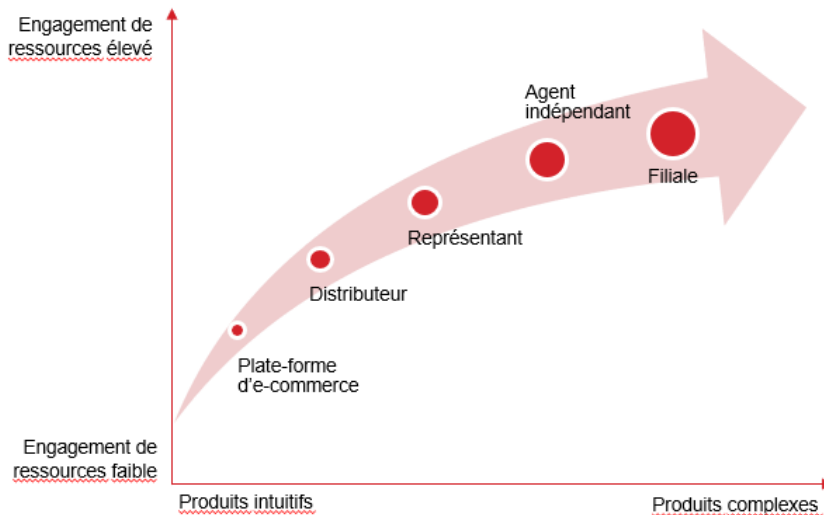 Engagement de
ressources élevé
Agent
indépendant
Filiale
Représentant
Distributeur
Plate-forme
d'e-commerce
Engagement de
ressources faible
Produits intuitifs
Produits complexes